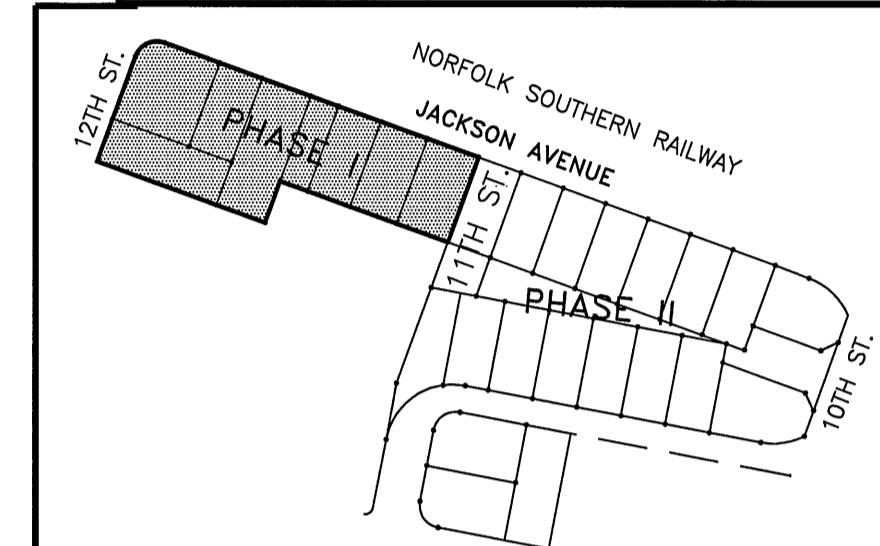 NORFOLK SOUTHERN RAILWAY
JACKSON AVENUE
12TH ST.
PHASE I
11TH ST.
PHASE II
10TH ST.